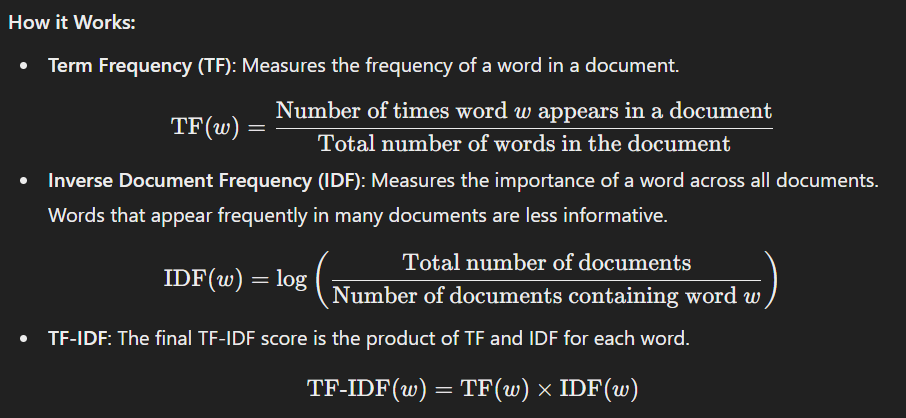 How it Works:
• Term Frequency (TF): Measures the frequency of a word in a document.
TF(w) = Number of times word w appears in a document / Total number of words in the document
• Inverse Document Frequency (IDF): Measures the importance of a word across all documents.
Words that appear frequently in many documents are less informative.
IDF(w) = log ( Total number of documents / Number of documents containing word w )
• TF-IDF: The final TF-IDF score is the product of TF and IDF for each word.
TF-IDF(w) = TF(w) × IDF(w)